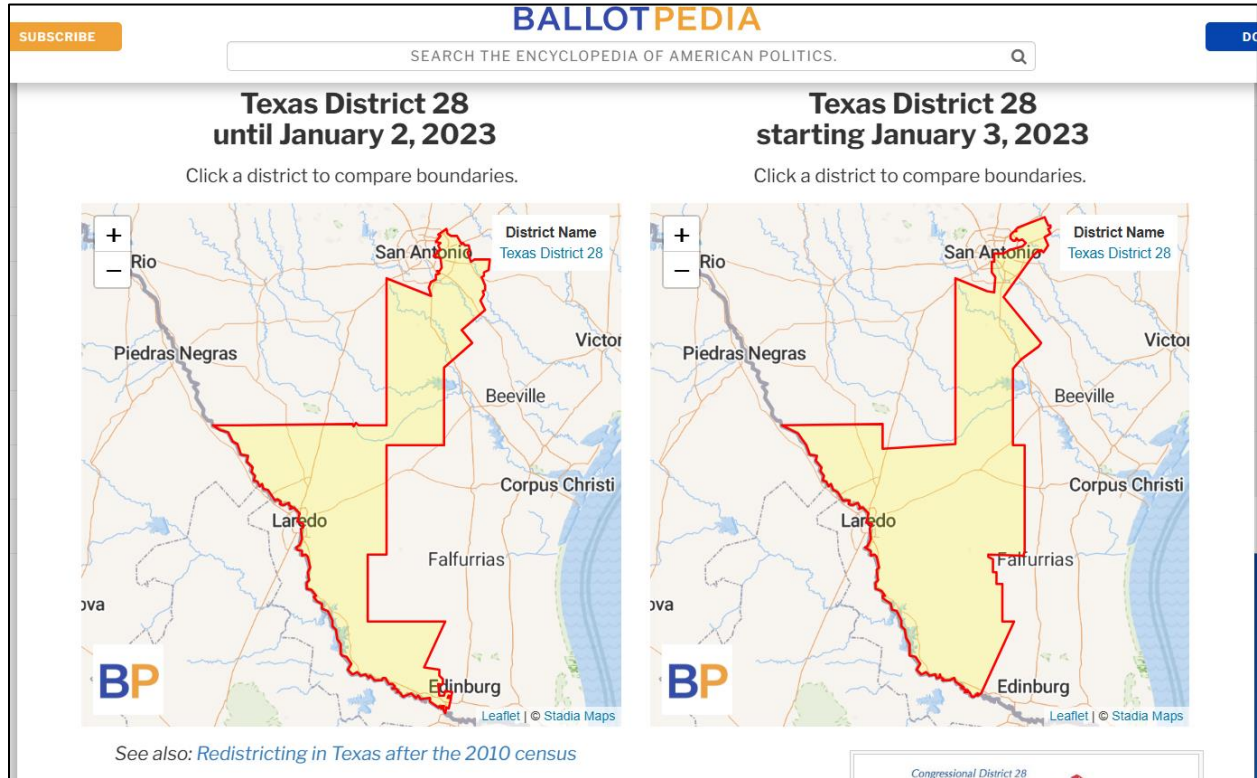 BALLOTPEDIA
SUBSCRIBE
SEARCH THE ENCYCLOPEDIA OF AMERICAN POLITICS.
DO
Texas District 28
until January 2, 2023
Click a district to compare boundaries.
+
−
District Name
Texas District 28
San Antonio
Rio
Piedras Negras
Victor
Beeville
Corpus Christi
Laredo
Falfurrias
ova
Edinburg
BP
Leaflet | © Stadia Maps
Texas District 28
starting January 3, 2023
Click a district to compare boundaries.
+
−
District Name
Texas District 28
San Antonio
Rio
Piedras Negras
Victor
Beeville
Corpus Christi
Laredo
Falfurrias
ova
Edinburg
BP
Leaflet | © Stadia Maps
See also: Redistricting in Texas after the 2010 census
Congressional District 28